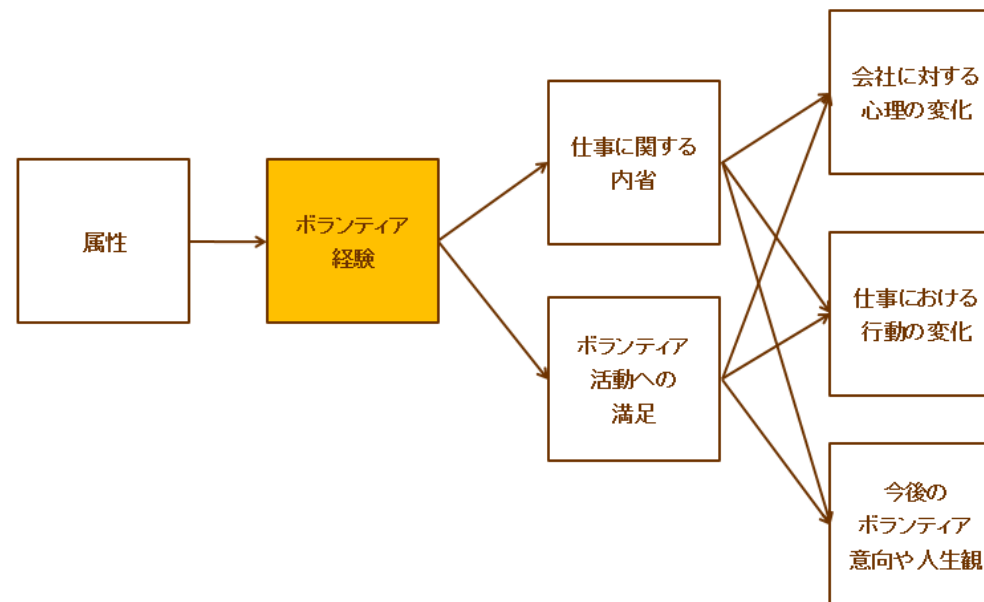 属性
ボランティア
経験
仕事に関する
内省
ボランティア
活動への
満足
会社に対する
心理の変化
仕事における
行動の変化
今後の
ボランティア
意向や人生観